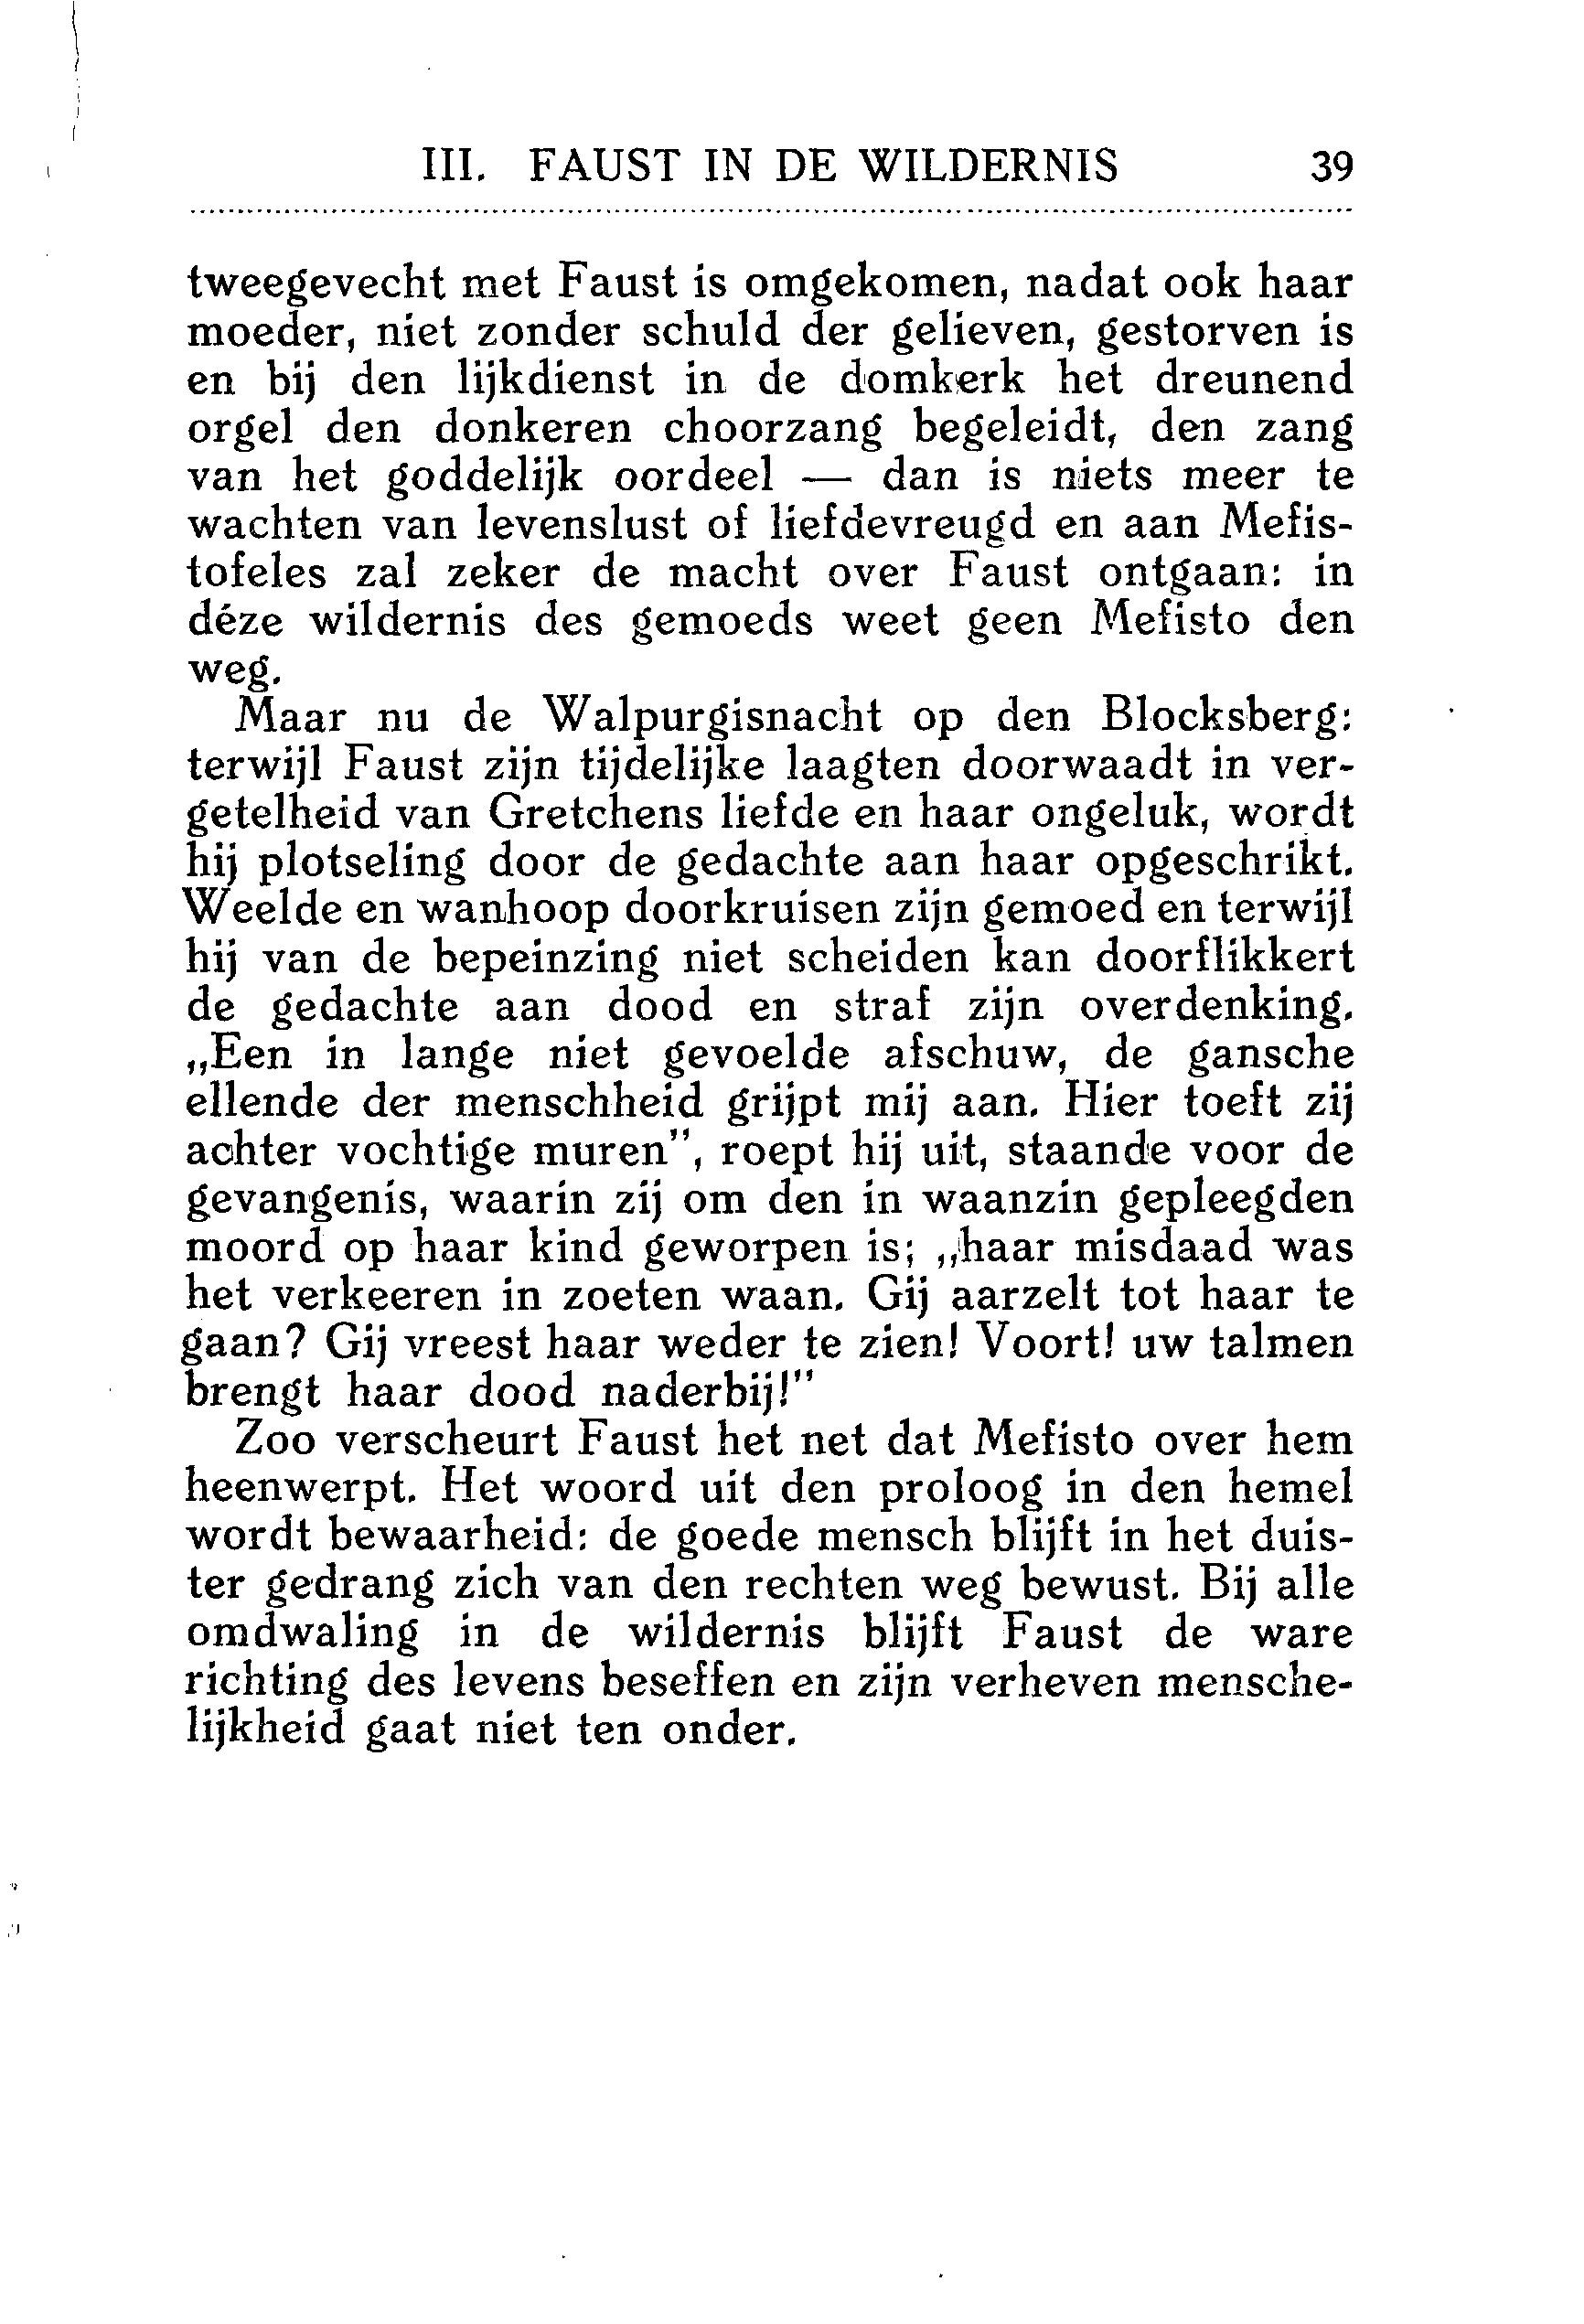 III. FAUST IN DE WILDERNIS 39
tweegevecht met Faust is omgekomen, nadat ook haar
moeder, niet zonder schuld der gelieven, gestorven is
en bij den lijkdienst in de domkerk het dreunend
orgel den donkeren choorzang begeleidt, den zang
van het goddelijk oordeel — dan is niets meer te
wachten van levenslust of liefdevreugd en aan Mefis-
tofeles zal zeker de macht over Faust ontgaan: in
déze wildernis des gemoeds weet geen Mefisto den
weg.
Maar nu de Walpurgisnacht op den Blocksberg:
terwijl Faust zijn tijdelijke laagten doorwaadt in ver-
getelheid van Gretchens liefde en haar ongeluk, wordt
hij plotseling door de gedachte aan haar opgeschrikt.
Weelde en wanhoop doorkruisen zijn gemoed en terwijl
hij van de bepeinzing niet scheiden kan doorflikkert
de gedachte aan dood en straf zijn overdenking.
„Een in lange niet gevoelde afschuw, de gansche
ellende der menschheid grijpt mij aan. Hier toeft zij
achter vochtige muren”, roept hij uit, staande voor de
gevangenis, waarin zij om den in waanzin gepleegden
moord op haar kind geworpen is; „haar misdaad was
het verkeeren in zoeten waan. Gij aarzelt tot haar te
gaan? Gij vreest haar weder te zien! Voort! uw talmen
brengt haar dood naderbij!”
Zoo verscheurt Faust het net dat Mefisto over hem
heenwerpt. Het woord uit den proloog in den hemel
wordt bewaarheid: de goede mensch blijft in het duis-
ter gedrang zich van den rechten weg bewust. Bij alle
omdwaling in de wildernis blijft Faust de ware
richting des levens beseffen en zijn verheven mensche-
lijkheid gaat niet ten onder.